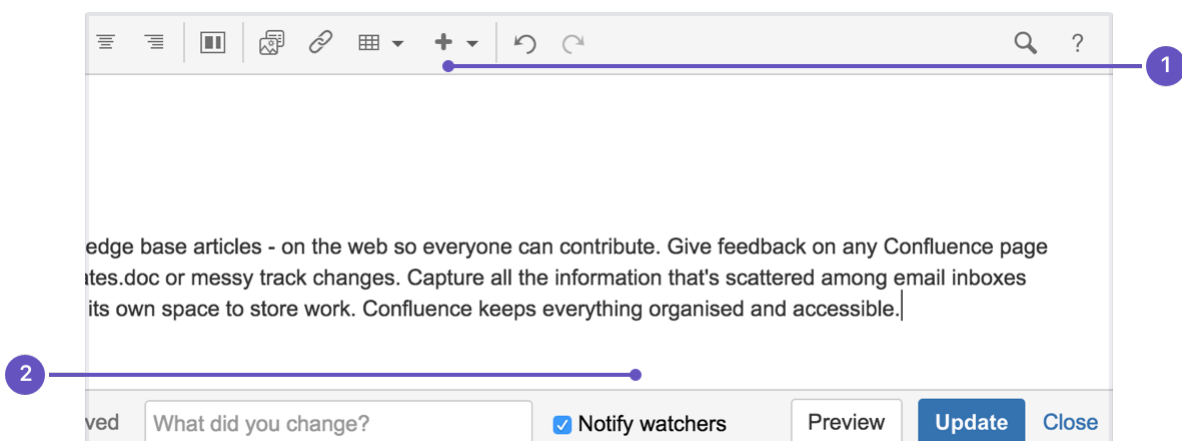 ?
1
edge base articles - on the web so everyone can contribute. Give feedback on any Confluence page
ates.doc or messy track changes. Capture all the information that's scattered among email inboxes
its own space to store work. Confluence keeps everything organised and accessible.
2
ved What did you change? Notify watchers Preview Update Close